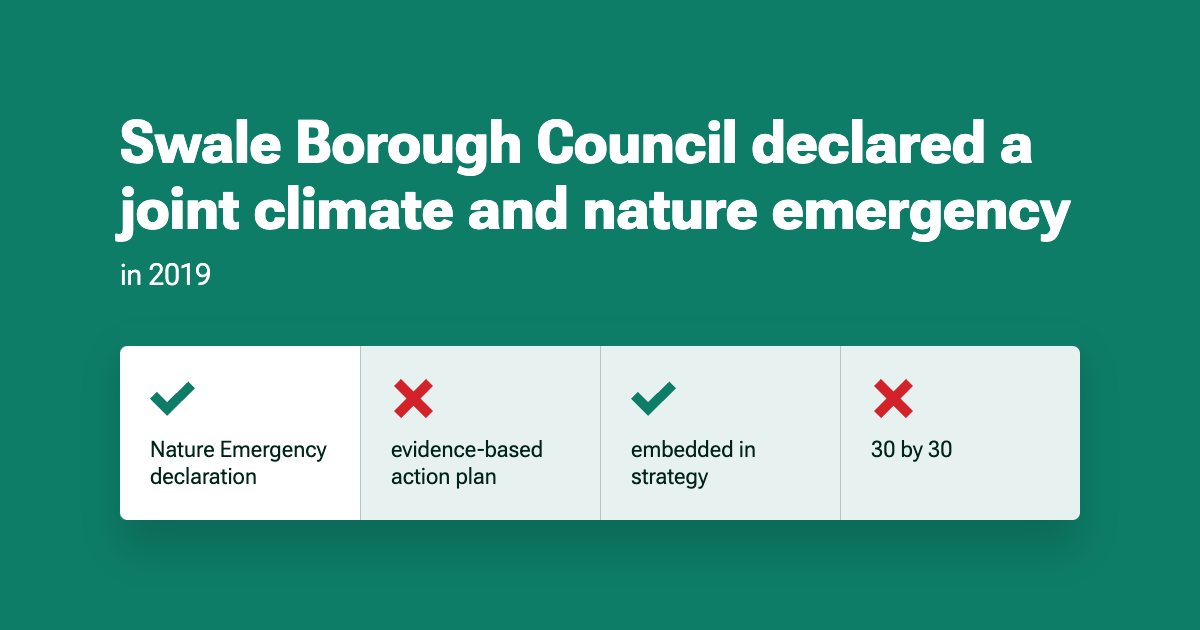 Swale Borough Council declared a
joint climate and nature emergency
in 2019
Nature Emergency
declaration
evidence-based
action plan
embedded in
strategy
30 by 30